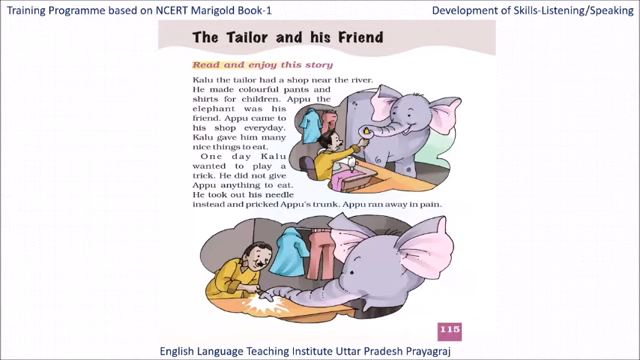 Training Programme based on NCERT Marigold Book-1
Development of Skills-Listening/Speaking
The Tailor and his Friend
Read and enjoy this story
Kalu the tailor had a shop near the river.
He made colourful pants and
shirts for children. Appu the
elephant was his
friend. Appu came to
his shop everyday.
Kalu gave him many
nice things to eat.
One day Kalu
wanted to play a
trick. He did not give
Appu anything to eat.
He took out his needle
instead and pricked Appu's trunk. Appu ran away in pain.
115
English Language Teaching Institute Uttar Pradesh Prayagraj